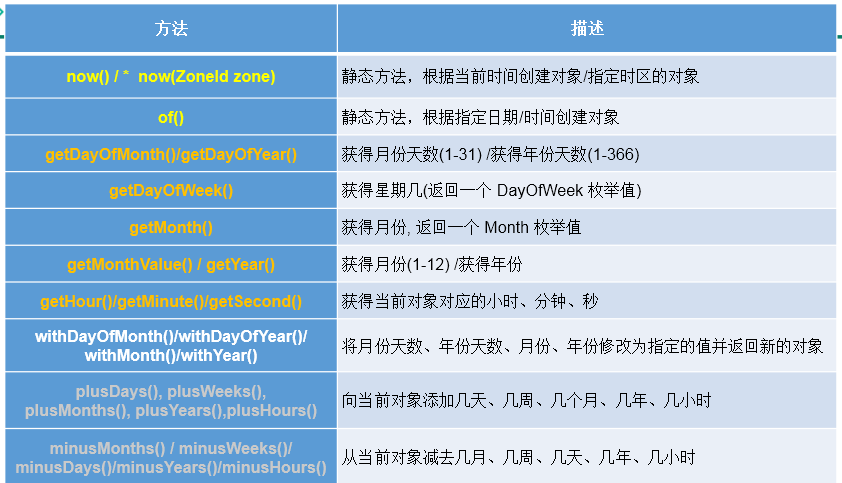 方法
描述
now() / * now(ZoneId zone)
静态方法，根据当前时间创建对象/指定时区的对象
of()
静态方法，根据指定日期/时间创建对象
getDayOfMonth()/getDayOfYear()
获得月份天数(1-31) /获得年份天数(1-366)
getDayOfWeek()
获得星期几(返回一个 DayOfWeek 枚举值)
getMonth()
获得月份, 返回一个 Month 枚举值
getMonthValue() / getYear()
获得月份(1-12) /获得年份
getHour()/getMinute()/getSecond()
获得当前对象对应的小时、分钟、秒
withDayOfMonth()/withDayOfYear()/
withMonth()/withYear()
将月份天数、年份天数、月份、年份修改为指定的值并返回新的对象
plusDays(), plusWeeks(),
plusMonths(), plusYears(),plusHours()
向当前对象添加几天、几周、几个月、几年、几小时
minusMonths() / minusWeeks()/
minusDays()/minusYears()/minusHours()
从当前对象减去几月、几周、几天、几年、几小时